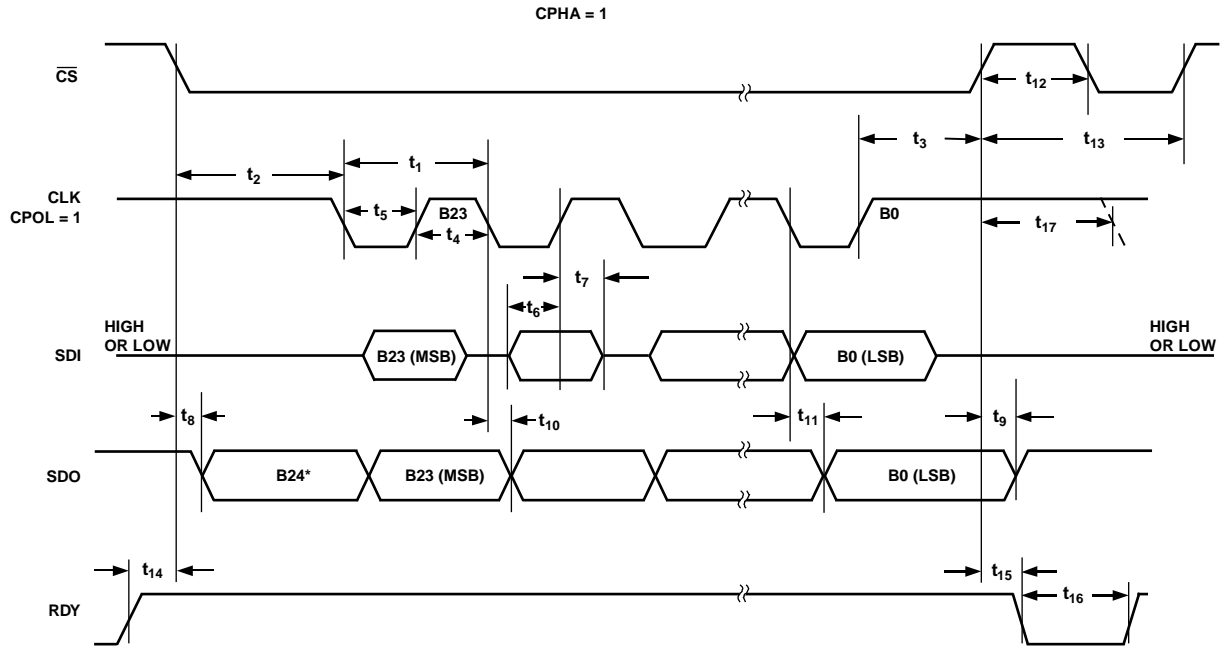 CPHA = 1
CS
t12
t3
t13
t1
t2
CLK
CPOL = 1
t5
B23
t4
B0
t17
t7
t6
HIGH
OR LOW
SDI
B23 (MSB)
B0 (LSB)
HIGH
OR LOW
t8
t10
t11
t9
SDO
B24*
B23 (MSB)
B0 (LSB)
t14
t15
t16
RDY